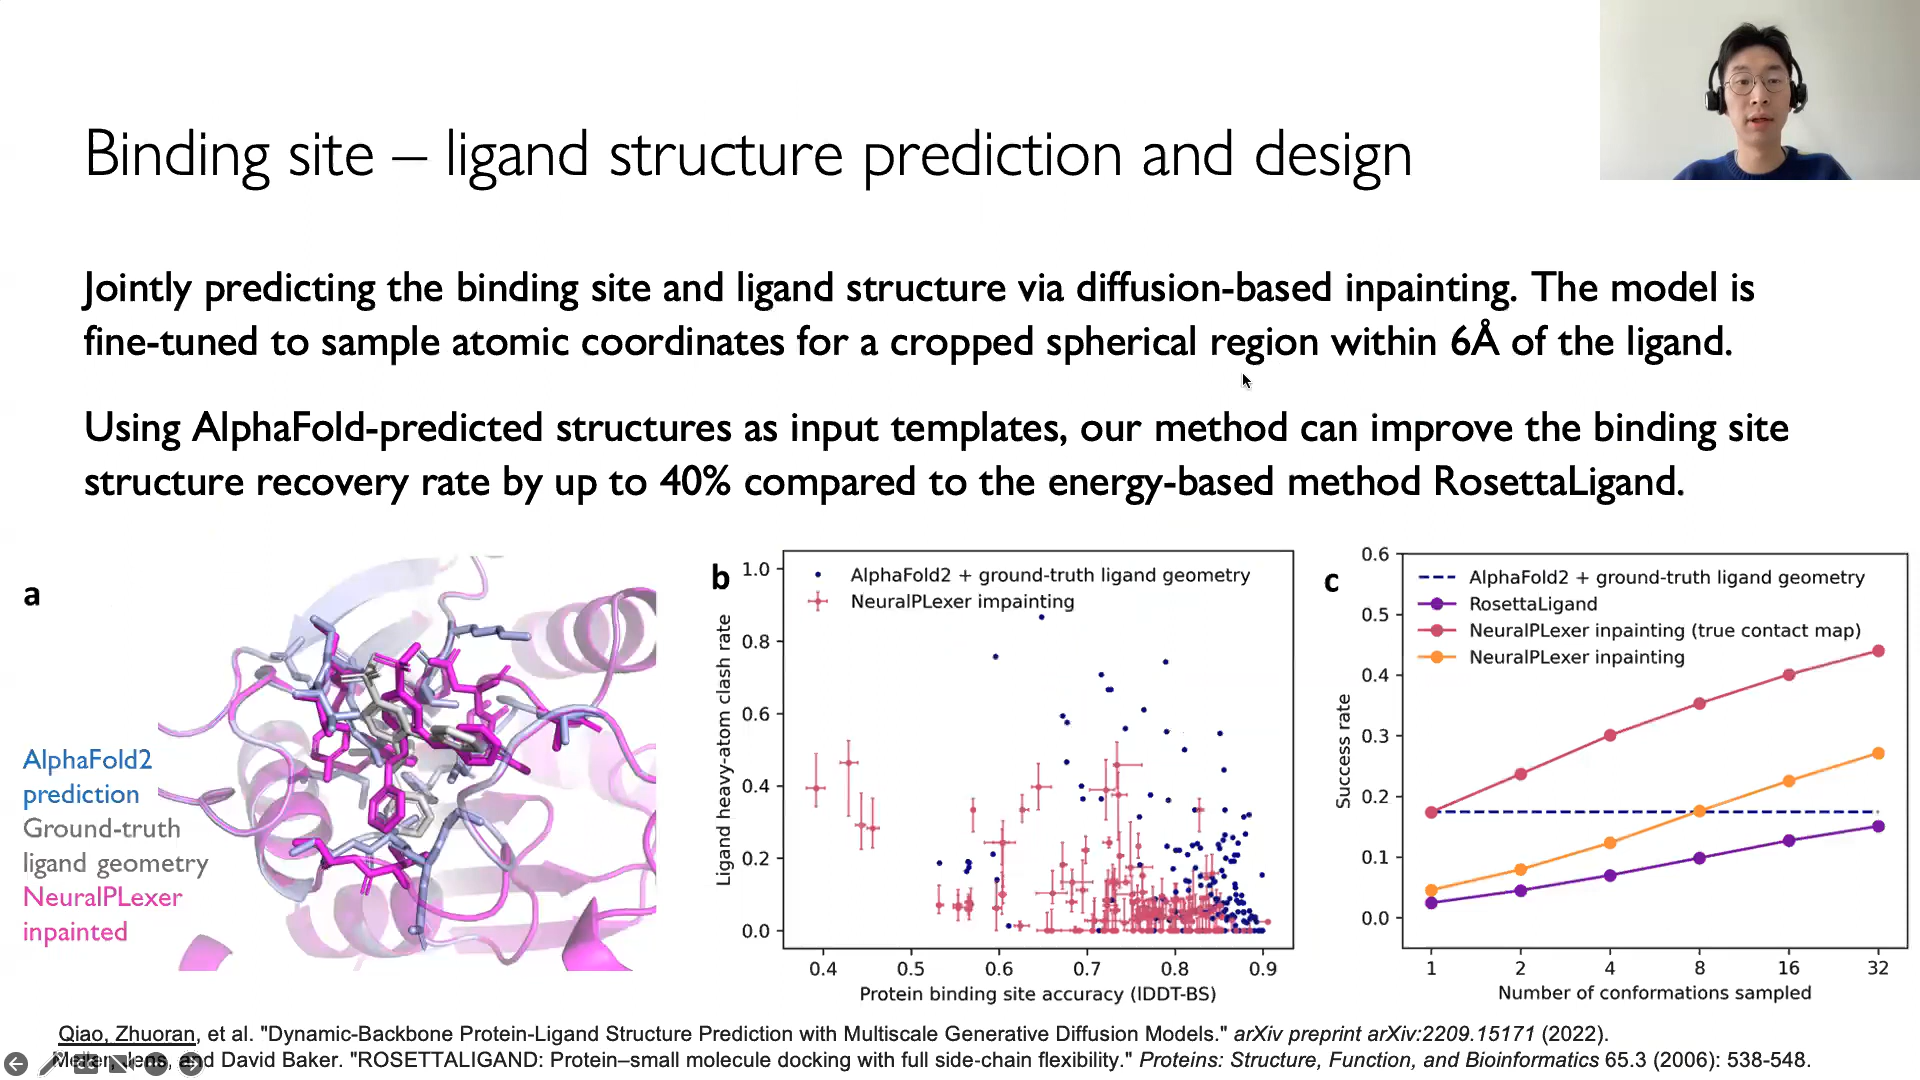 Binding site – ligand structure prediction and design
Jointly predicting the binding site and ligand structure via diffusion-based inpainting. The model is
fine-tuned to sample atomic coordinates for a cropped spherical region within 6Å of the ligand.
Using AlphaFold-predicted structures as input templates, our method can improve the binding site
structure recovery rate by up to 40% compared to the energy-based method RosettaLigand.
a
AlphaFold2
prediction
Ground-truth
ligand geometry
NeuralPLexer
inpainted
b
AlphaFold2 + ground-truth ligand geometry
NeuralPLexer impainting
Ligand heavy-atom clash rate
1.0
0.8
0.6
0.4
0.2
0.0
0.4 0.5 0.6 0.7 0.8 0.9
Protein binding site accuracy (lDDT-BS)
c
AlphaFold2 + ground-truth ligand geometry
RosettaLigand
NeuralPLexer inpainting (true contact map)
NeuralPLexer inpainting
Success rate
0.6
0.5
0.4
0.3
0.2
0.1
0.0
1 2 4 8 16 32
Number of conformations sampled
Qiao, Zhuoran, et al. "Dynamic-Backbone Protein-Ligand Structure Prediction with Multiscale Generative Diffusion Models." arXiv preprint arXiv:2209.15171 (2022).
and David Baker. "ROSETTALIGAND: Protein–small molecule docking with full side-chain flexibility." Proteins: Structure, Function, and Bioinformatics 65.3 (2006): 538-548.